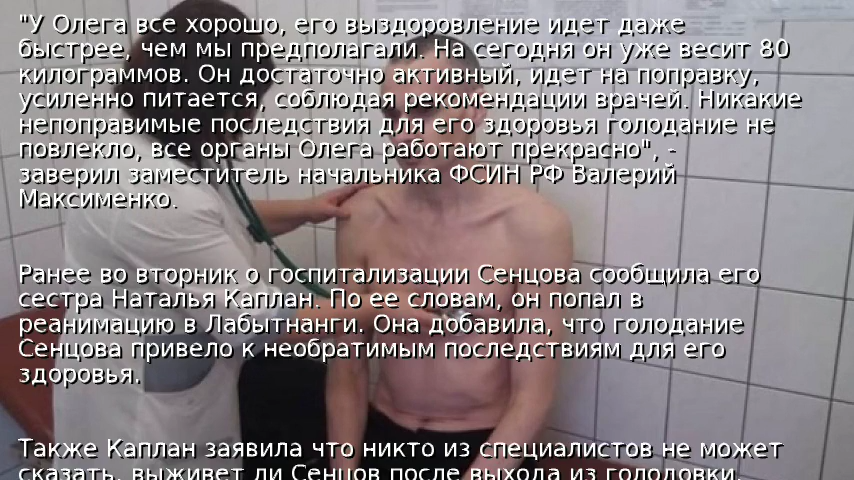 "У Олега все хорошо, его выздоровление идет даже
быстрее, чем мы предполагали. На сегодня он уже весит 80
килограммов. Он достаточно активный, идет на поправку,
усиленно питается, соблюдая рекомендации врачей. Никакие
непоправимые последствия для его здоровья голодание не
повлекло, все органы Олега работают прекрасно", -
заверил заместитель начальника ФСИН РФ Валерий
Максименко.
Ранее во вторник о госпитализации Сенцова сообщила его
сестра Наталья Каплан. По ее словам, он попал в
реанимацию в Лабытнанги. Она добавила, что голодание
Сенцова привело к необратимым последствиям для его
здоровья.
Также Каплан заявила что никто из специалистов не может
сказать, выживет ли Сенцов после выхода из голодовки.